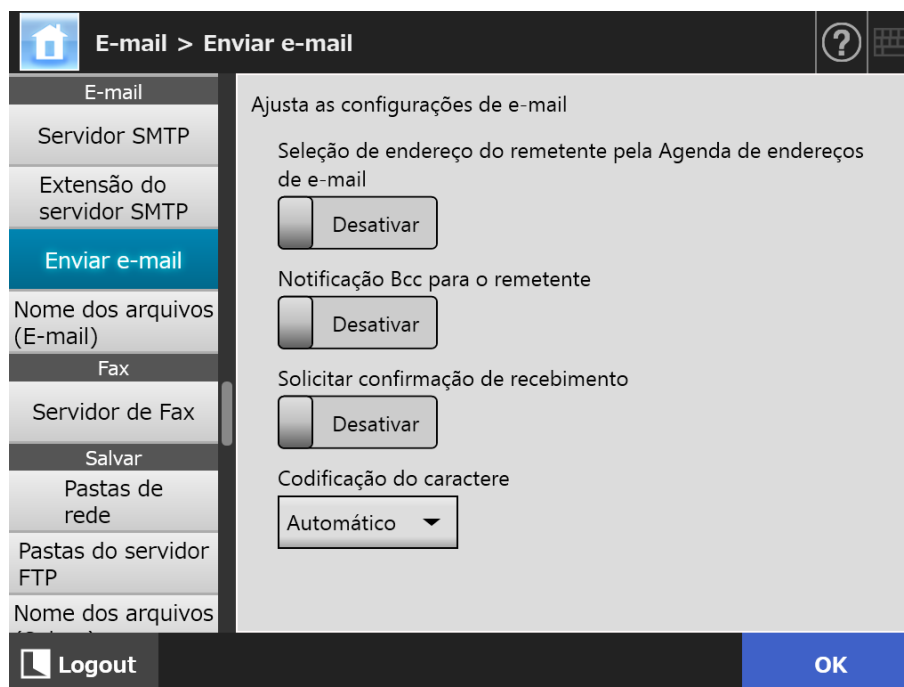 E-mail > Enviar e-mail
E-mail
Servidor SMTP
Extensão do
servidor SMTP
Enviar e-mail
Nome dos arquivos
(E-mail)
Fax
Servidor de Fax
Salvar
Pastas de
rede
Pastas do servidor
FTP
Nome dos arquivos
Ajusta as configurações de e-mail
Seleção de endereço do remetente pela Agenda de endereços
de e-mail
Desativar
Notificação Bcc para o remetente
Desativar
Solicitar confirmação de recebimento
Desativar
Codificação do caractere
Automático
Logout
OK